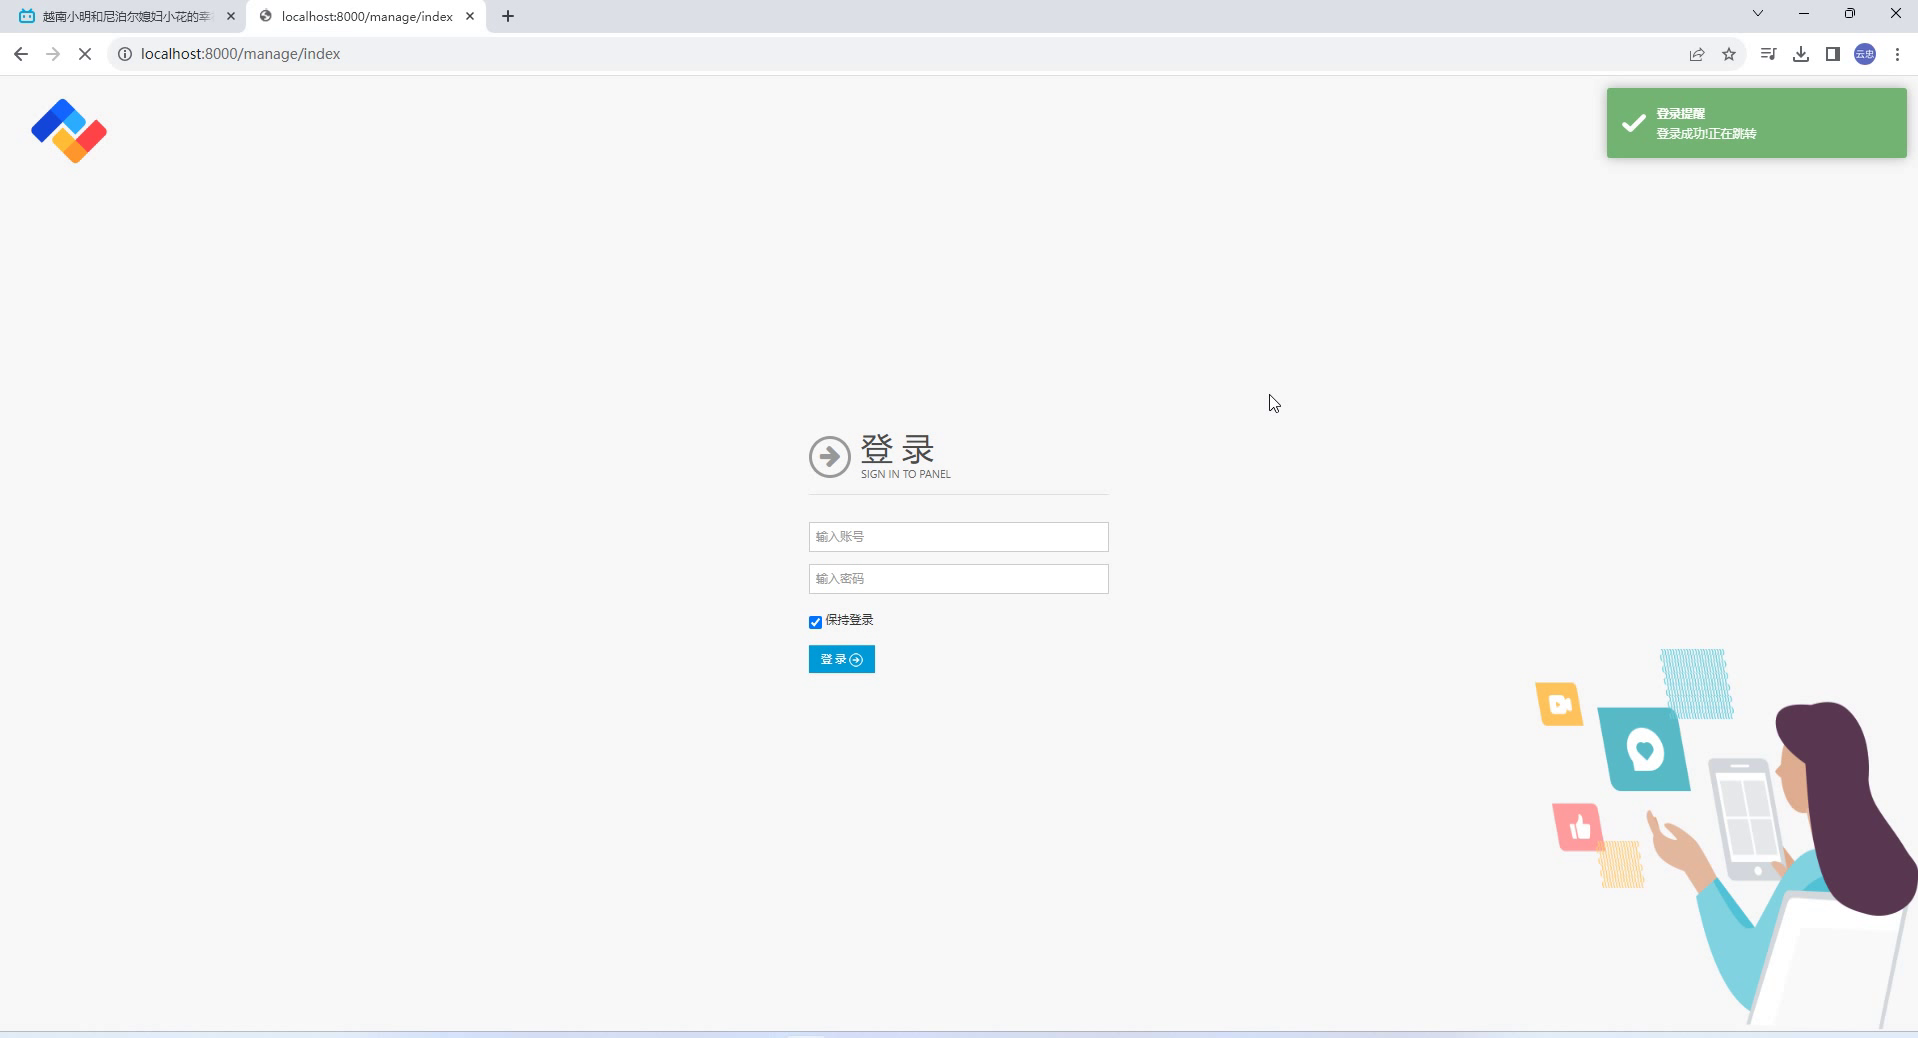 越南小明和尼泊尔媳妇小花的幸
localhost:8000/manage/index
localhost:8000/manage/index
云忠
登录提醒
登录成功!正在跳转
登 录
SIGN IN TO PANEL
输入账号
输入密码
保持登录
登 录